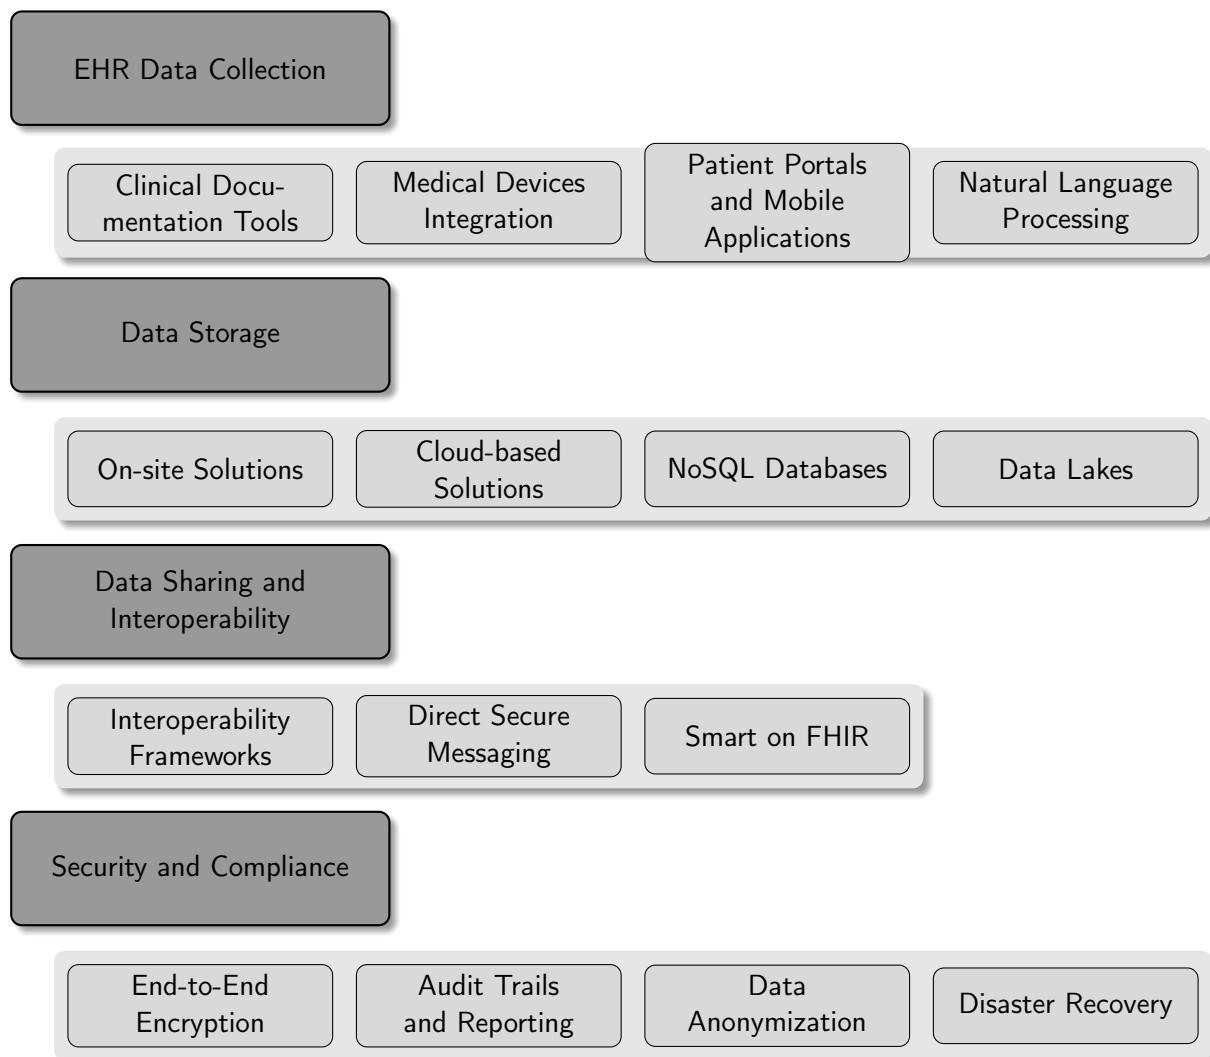 EHR Data Collection
Clinical Docu-
mentation Tools
Medical Devices
Integration
Patient Portals
and Mobile
Applications
Natural Language
Processing
Data Storage
On-site Solutions
Cloud-based
Solutions
NoSQL Databases
Data Lakes
Data Sharing and
Interoperability
Interoperability
Frameworks
Direct Secure
Messaging
Smart on FHIR
Security and Compliance
End-to-End
Encryption
Audit Trails
and Reporting
Data
Anonymization
Disaster Recovery